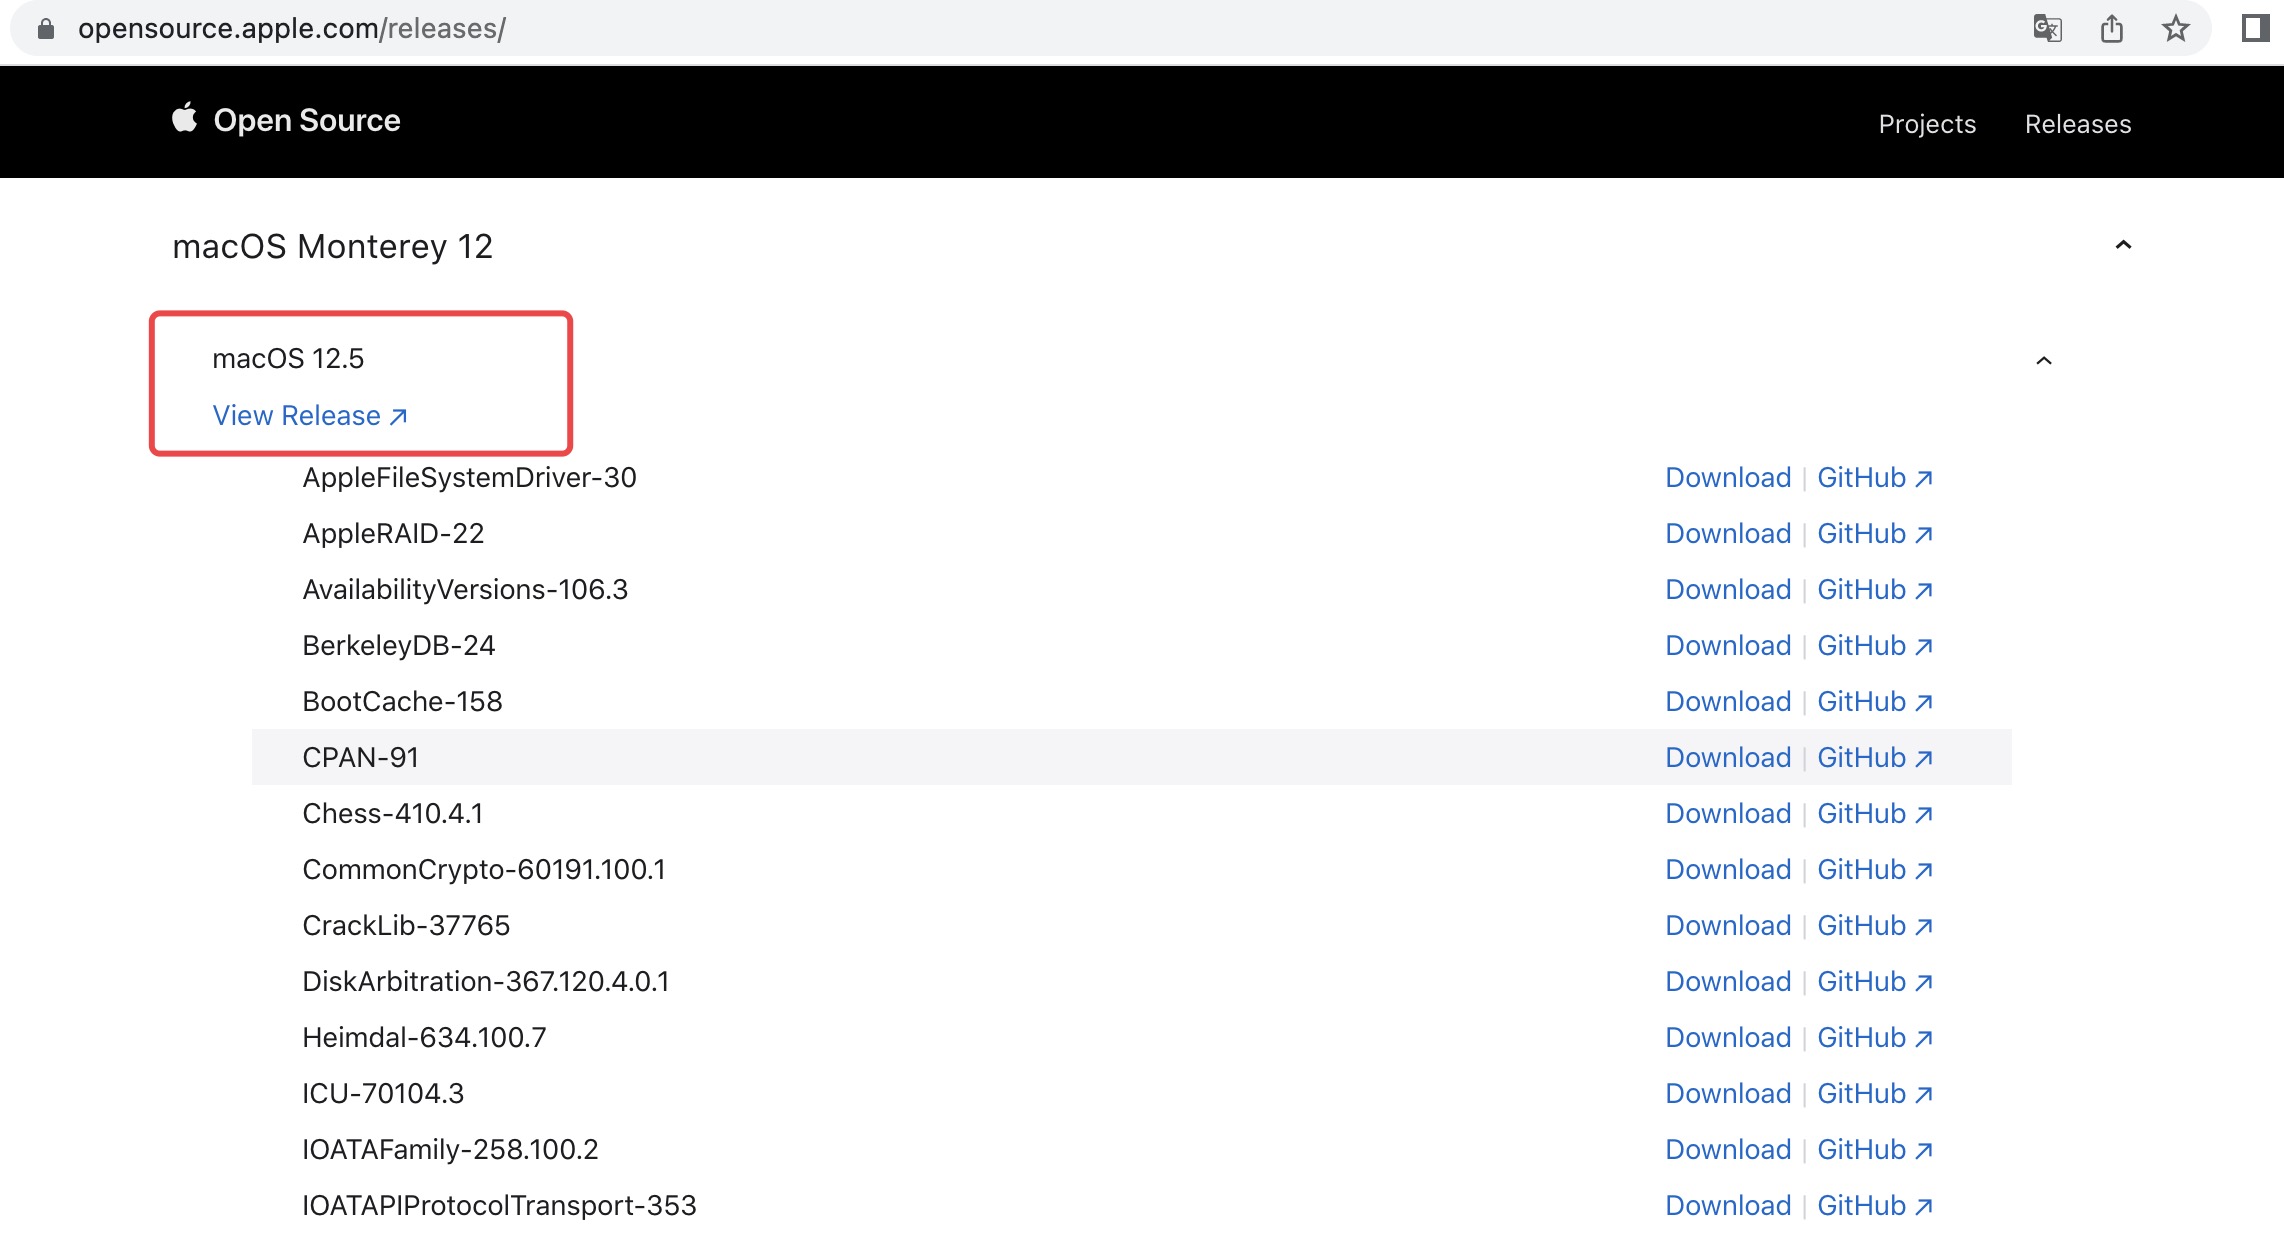 opensource.apple.com/releases/
Open Source
Projects Releases
macOS Monterey 12
macOS 12.5
View Release ↗
AppleFileSystemDriver-30 Download | GitHub ↗
AppleRAID-22 Download | GitHub ↗
AvailabilityVersions-106.3 Download | GitHub ↗
BerkeleyDB-24 Download | GitHub ↗
BootCache-158 Download | GitHub ↗
CPAN-91 Download | GitHub ↗
Chess-410.4.1 Download | GitHub ↗
CommonCrypto-60191.100.1 Download | GitHub ↗
CrackLib-37765 Download | GitHub ↗
DiskArbitration-367.120.4.0.1 Download | GitHub ↗
Heimdal-634.100.7 Download | GitHub ↗
ICU-70104.3 Download | GitHub ↗
IOATAFamily-258.100.2 Download | GitHub ↗
IOATAPIProtocolTransport-353 Download | GitHub ↗